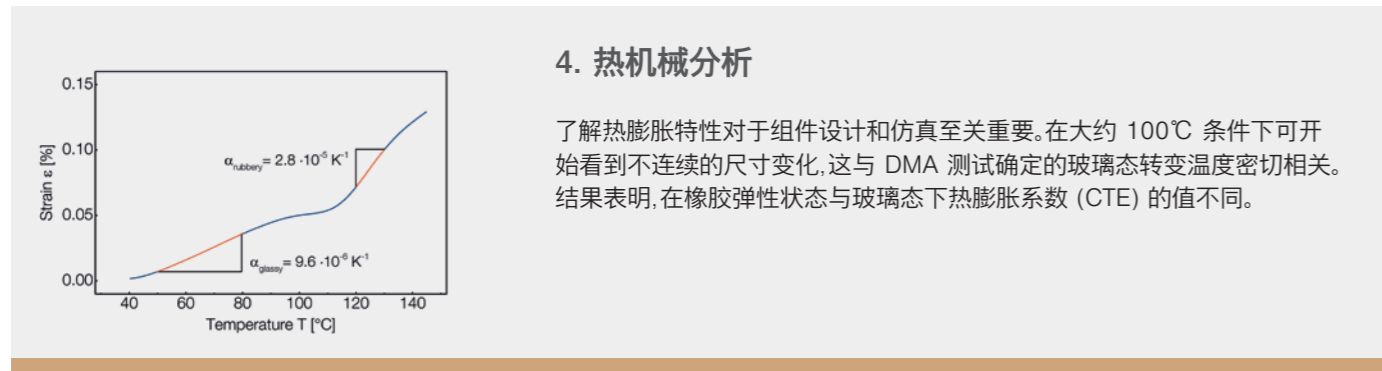 4. 热机械分析
了解热膨胀特性对于组件设计和仿真至关重要。在大约 100℃ 条件下可开
始看到不连续的尺寸变化,这与 DMA 测试确定的玻璃态转变温度密切相关。
结果表明,在橡胶弹性状态与玻璃态下热膨胀系数 (CTE) 的值不同。
Strain ε [%]
0.15
0.10
0.05
0.00
α_rubbery = 2.8 ·10⁻⁵ K⁻¹
α_glassy = 9.6 ·10⁻⁶ K⁻¹
40 60 80 100 120 140
Temperature T [°C]